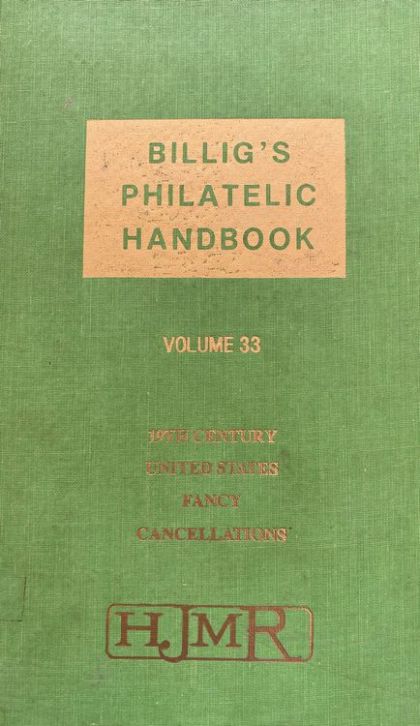 BILLIG'S
PHILATELIC
HANDBOOK
VOLUME 33
19TH CENTURY
UNITED STATES
FANCY
CANCELLATIONS
HJMR